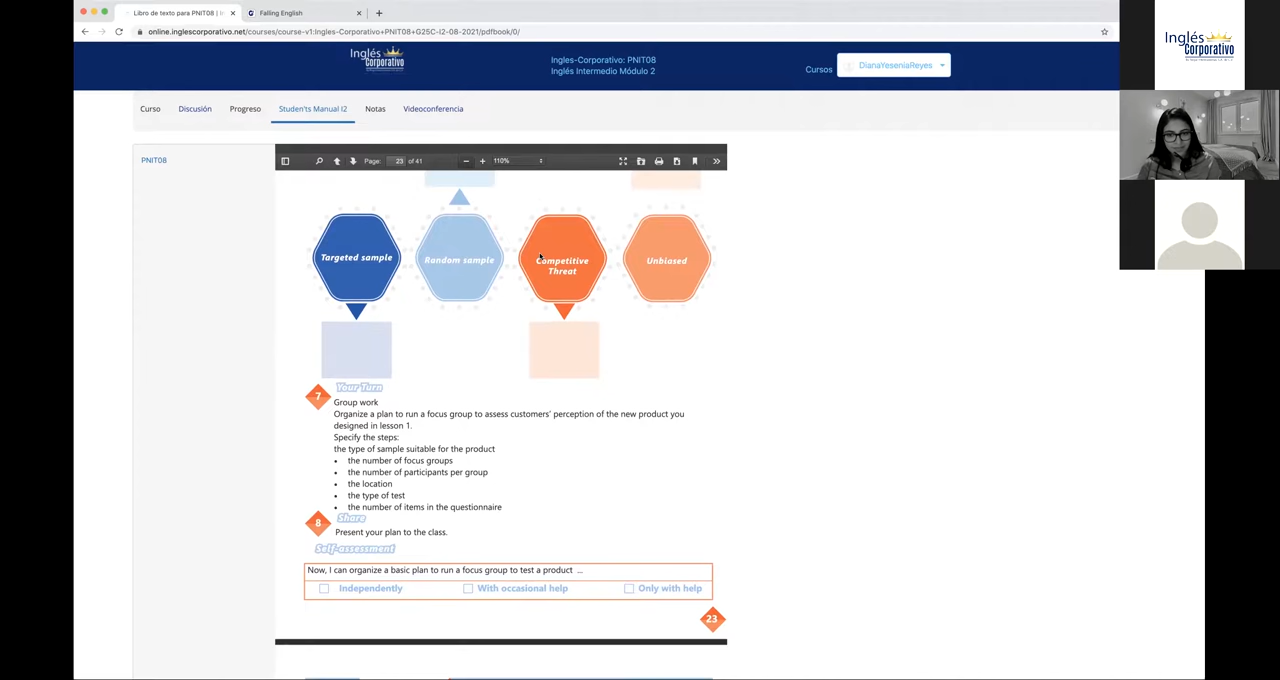 Libro de texto para PNIT08 | I
Falling English
online.inglescorporativo.net/courses/course-v1:Ingles-Corporativo+PNIT08+G25C-I2-08-2021/pdfbook/0/
Inglés
Corporativo
Ingles-Corporativo: PNIT08
Inglés Intermedio Módulo 2
Cursos
DianaYeseniaReyes
Inglés
Corporativo
Curso
Discusión
Progreso
Studen'ts Manual I2
Notas
Videoconferencia
PNIT08
Page: 23 of 41
110%
Targeted sample
Random sample
Competitive
Threat
Unbiased
7
Your Turn
Group work
Organize a plan to run a focus group to assess customers' perception of the new product you
designed in lesson 1.
Specify the steps:
the type of sample suitable for the product
• the number of focus groups
• the number of participants per group
• the location
• the type of test
• the number of items in the questionnaire
8
Share
Present your plan to the class.
Self-assessment
Now, I can organize a basic plan to run a focus group to test a product ...
Independently
With occasional help
Only with help
23